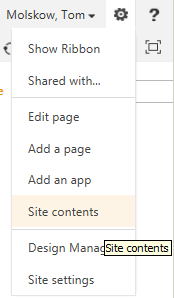 Molskow, Tom
?
Show Ribbon
Shared with...
Edit page
Add a page
Add an app
Site contents
Design Manag
Site contents
Site settings